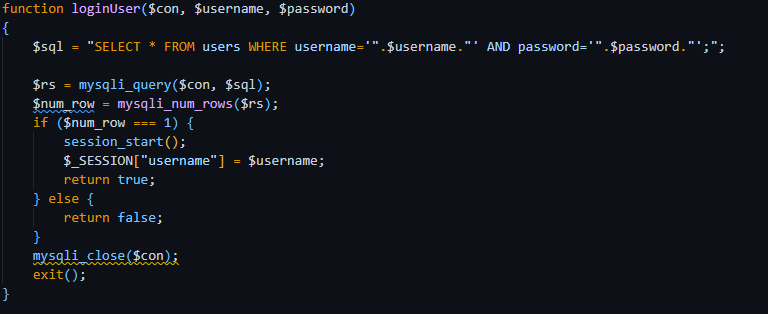 function loginUser($con, $username, $password)
{
    $sql = "SELECT * FROM users WHERE username='".$username."' AND password='".$password."';";

    $rs = mysqli_query($con, $sql);
    $num_row = mysqli_num_rows($rs);
    if ($num_row === 1) {
        session_start();
        $_SESSION["username"] = $username;
        return true;
    } else {
        return false;
    }
    mysqli_close($con);
    exit();
}